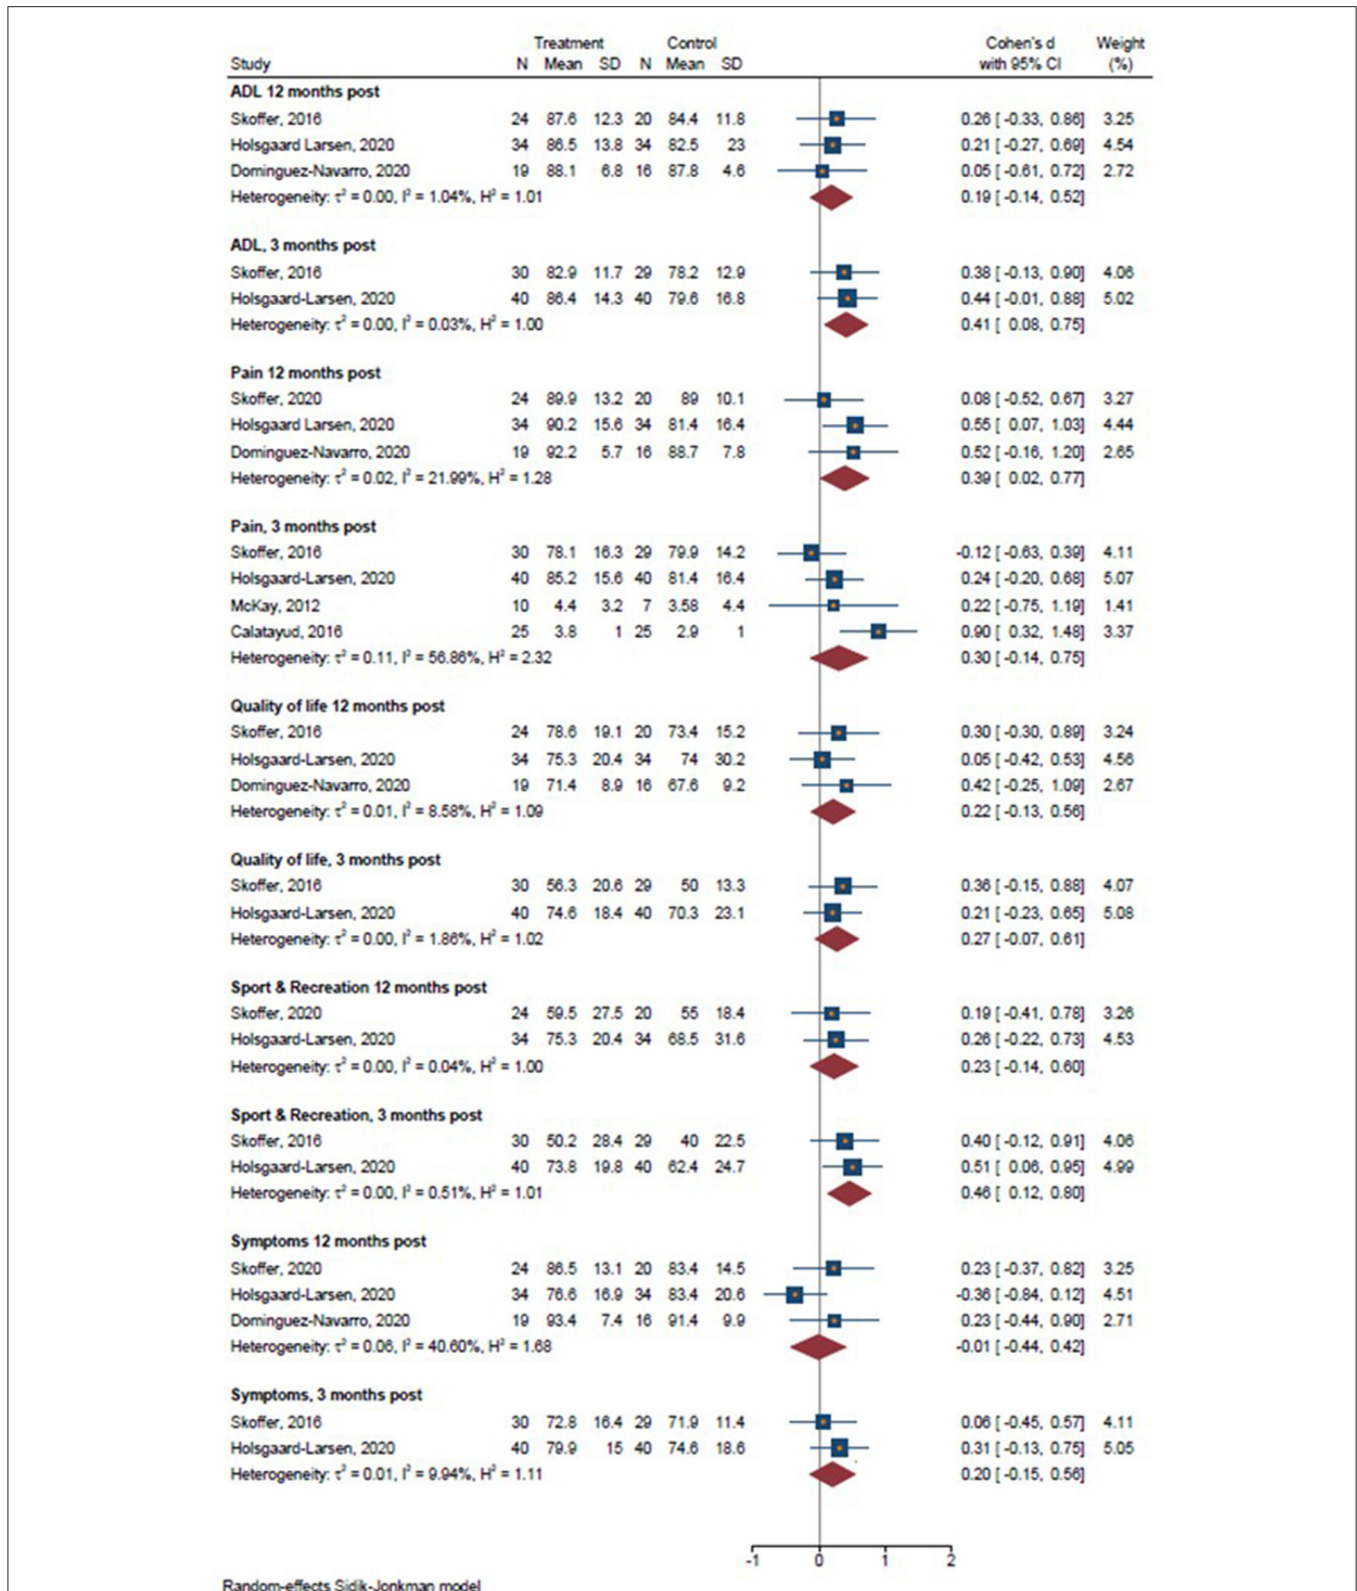 Treatment Control Cohen's d Weight
Study N Mean SD N Mean SD with 95% CI (%)
ADL 12 months post
Skoffer, 2016 24 87.6 12.3 20 84.4 11.8 0.26 [ -0.33, 0.86] 3.25
Holsgaard Larsen, 2020 34 86.5 13.8 34 82.5 23 0.21 [ -0.27, 0.69] 4.54
Dominguez-Navarro, 2020 19 88.1 6.8 16 87.8 4.6 0.05 [ -0.61, 0.72] 2.72
Heterogeneity: τ² = 0.00, I² = 1.04%, H² = 1.01 0.19 [ -0.14, 0.52]
ADL, 3 months post
Skoffer, 2016 30 82.9 11.7 29 78.2 12.9 0.38 [ -0.13, 0.90] 4.06
Holsgaard-Larsen, 2020 40 86.4 14.3 40 79.6 16.8 0.44 [ -0.01, 0.88] 5.02
Heterogeneity: τ² = 0.00, I² = 0.03%, H² = 1.00 0.41 [ 0.08, 0.75]
Pain 12 months post
Skoffer, 2020 24 89.9 13.2 20 89 10.1 0.08 [ -0.52, 0.67] 3.27
Holsgaard Larsen, 2020 34 90.2 15.6 34 81.4 16.4 0.55 [ 0.07, 1.03] 4.44
Dominguez-Navarro, 2020 19 92.2 5.7 16 88.7 7.8 0.52 [ -0.16, 1.20] 2.65
Heterogeneity: τ² = 0.02, I² = 21.99%, H² = 1.28 0.39 [ 0.02, 0.77]
Pain, 3 months post
Skoffer, 2016 30 78.1 16.3 29 79.9 14.2 -0.12 [ -0.63, 0.39] 4.11
Holsgaard-Larsen, 2020 40 85.2 15.6 40 81.4 16.4 0.24 [ -0.20, 0.68] 5.07
McKay, 2012 10 4.4 3.2 7 3.58 4.4 0.22 [ -0.75, 1.19] 1.41
Calatayud, 2016 25 3.8 1 25 2.9 1 0.90 [ 0.32, 1.48] 3.37
Heterogeneity: τ² = 0.11, I² = 56.86%, H² = 2.32 0.30 [ -0.14, 0.75]
Quality of life 12 months post
Skoffer, 2016 24 78.6 19.1 20 73.4 15.2 0.30 [ -0.30, 0.89] 3.24
Holsgaard-Larsen, 2020 34 75.3 20.4 34 74 30.2 0.05 [ -0.42, 0.53] 4.56
Dominguez-Navarro, 2020 19 71.4 8.9 16 67.6 9.2 0.42 [ -0.25, 1.09] 2.67
Heterogeneity: τ² = 0.01, I² = 8.58%, H² = 1.09 0.22 [ -0.13, 0.56]
Quality of life, 3 months post
Skoffer, 2016 30 56.3 20.6 29 50 13.3 0.36 [ -0.15, 0.88] 4.07
Holsgaard-Larsen, 2020 40 74.6 18.4 40 70.3 23.1 0.21 [ -0.23, 0.65] 5.08
Heterogeneity: τ² = 0.00, I² = 1.86%, H² = 1.02 0.27 [ -0.07, 0.61]
Sport & Recreation 12 months post
Skoffer, 2020 24 59.5 27.5 20 55 18.4 0.19 [ -0.41, 0.78] 3.26
Holsgaard-Larsen, 2020 34 75.3 20.4 34 68.5 31.6 0.26 [ -0.22, 0.73] 4.53
Heterogeneity: τ² = 0.00, I² = 0.04%, H² = 1.00 0.23 [ -0.14, 0.60]
Sport & Recreation, 3 months post
Skoffer, 2016 30 50.2 28.4 29 40 22.5 0.40 [ -0.12, 0.91] 4.06
Holsgaard-Larsen, 2020 40 73.8 19.8 40 62.4 24.7 0.51 [ 0.06, 0.95] 4.99
Heterogeneity: τ² = 0.00, I² = 0.51%, H² = 1.01 0.46 [ 0.12, 0.80]
Symptoms 12 months post
Skoffer, 2020 24 86.5 13.1 20 83.4 14.5 0.23 [ -0.37, 0.82] 3.25
Holsgaard-Larsen, 2020 34 76.6 16.9 34 83.4 20.6 -0.36 [ -0.84, 0.12] 4.51
Dominguez-Navarro, 2020 19 93.4 7.4 16 91.4 9.9 0.23 [ -0.44, 0.90] 2.71
Heterogeneity: τ² = 0.06, I² = 40.60%, H² = 1.68 -0.01 [ -0.44, 0.42]
Symptoms, 3 months post
Skoffer, 2016 30 72.8 16.4 29 71.9 11.4 0.06 [ -0.45, 0.57] 4.11
Holsgaard-Larsen, 2020 40 79.9 15 40 74.6 18.6 0.31 [ -0.13, 0.75] 5.05
Heterogeneity: τ² = 0.01, I² = 9.94%, H² = 1.11 0.20 [ -0.15, 0.56]
-1 0 1 2
Random-effects Sidik-Jonkman model